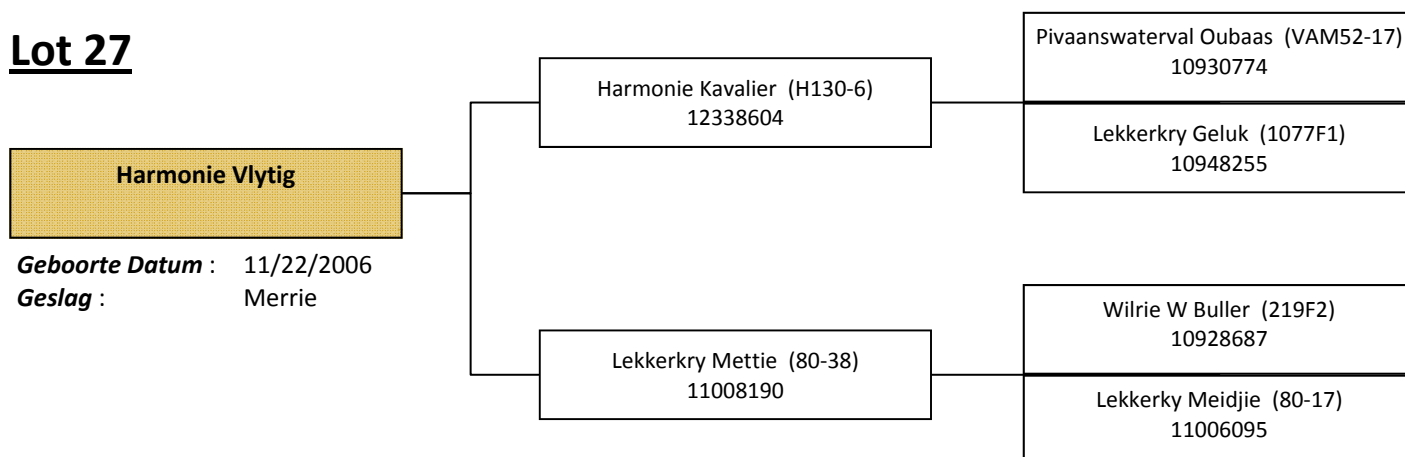 Lot 27
Harmonie Vlytig
Geboorte Datum : 11/22/2006
Geslag : Merrie
Harmonie Kavalier (H130-6)
12338604
Lekkerkry Mettie (80-38)
11008190
Pivaanswaterval Oubaas (VAM52-17)
10930774
Lekkerkry Geluk (1077F1)
10948255
Wilrie W Buller (219F2)
10928687
Lekkerky Meidjie (80-17)
11006095